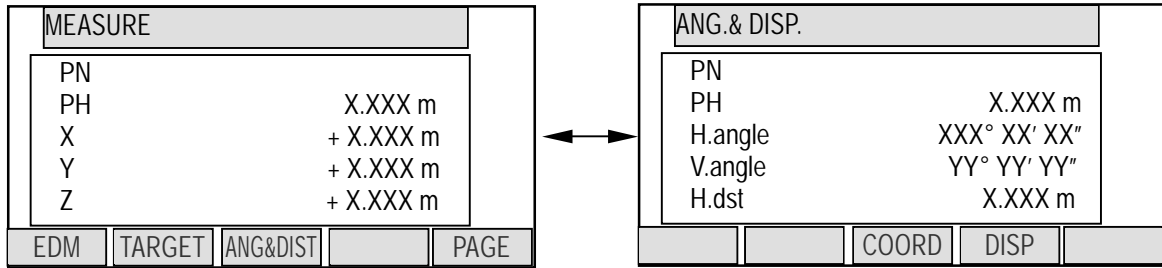 MEASURE
PN
PH X.XXX m
X + X.XXX m
Y + X.XXX m
Z + X.XXX m
EDM TARGET ANG&DIST PAGE
ANG.& DISP.
PN
PH X.XXX m
H.angle XXX° XX′ XX″
V.angle YY° YY′ YY″
H.dst X.XXX m
COORD DISP